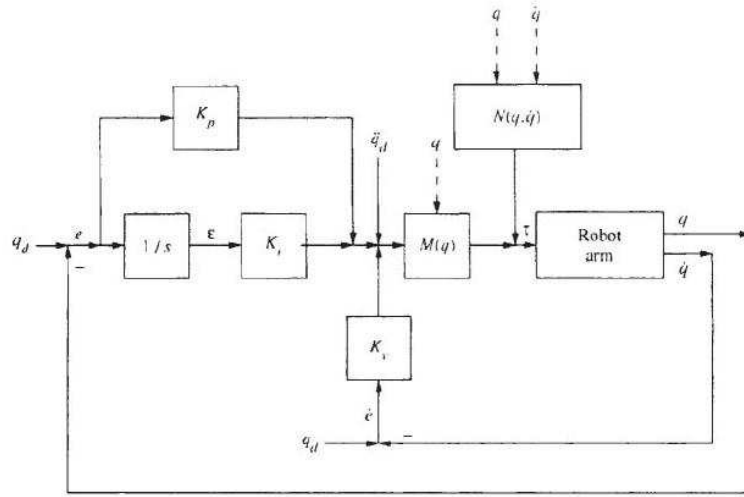 q q̇
K_p
N(q,q̇)
q̈_d
q
q_d e 1/s ε K_i M(q) τ Robot arm q
q̇
−
K_v
ė
q_d −